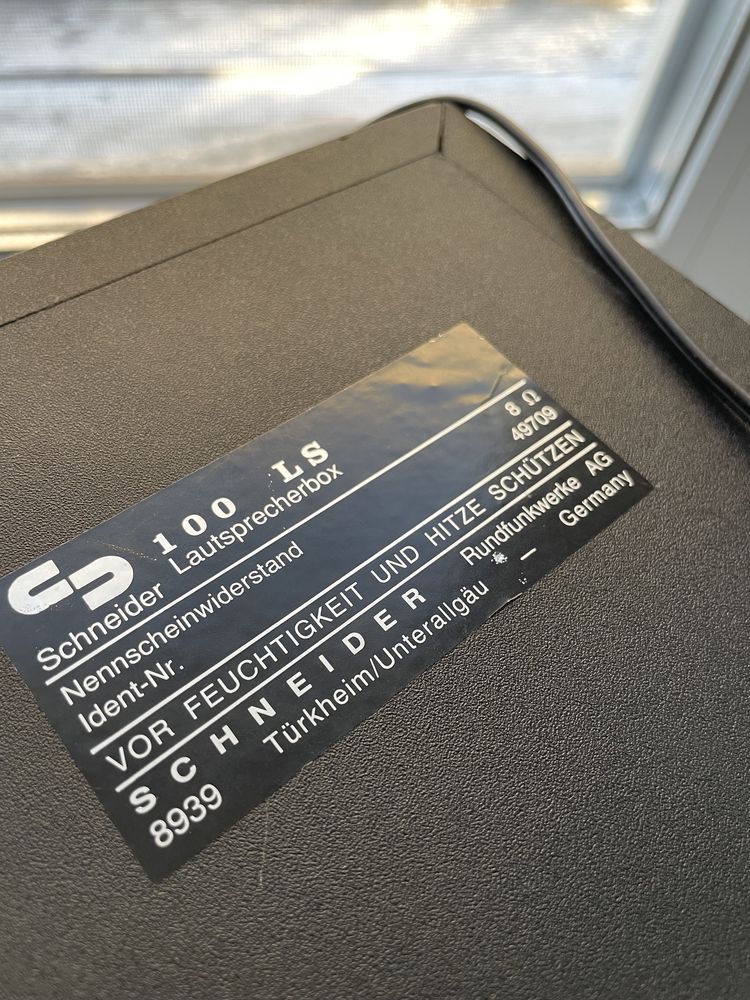 Schneider 100 LS
Lautsprecherbox
Nennscheinwiderstand 8 Ω
Ident-Nr. 49709
VOR FEUCHTIGKEIT UND HITZE SCHÜTZEN
SCHNEIDER Rundfunkwerke AG
8939 Türkheim/Unterallgäu – Germany